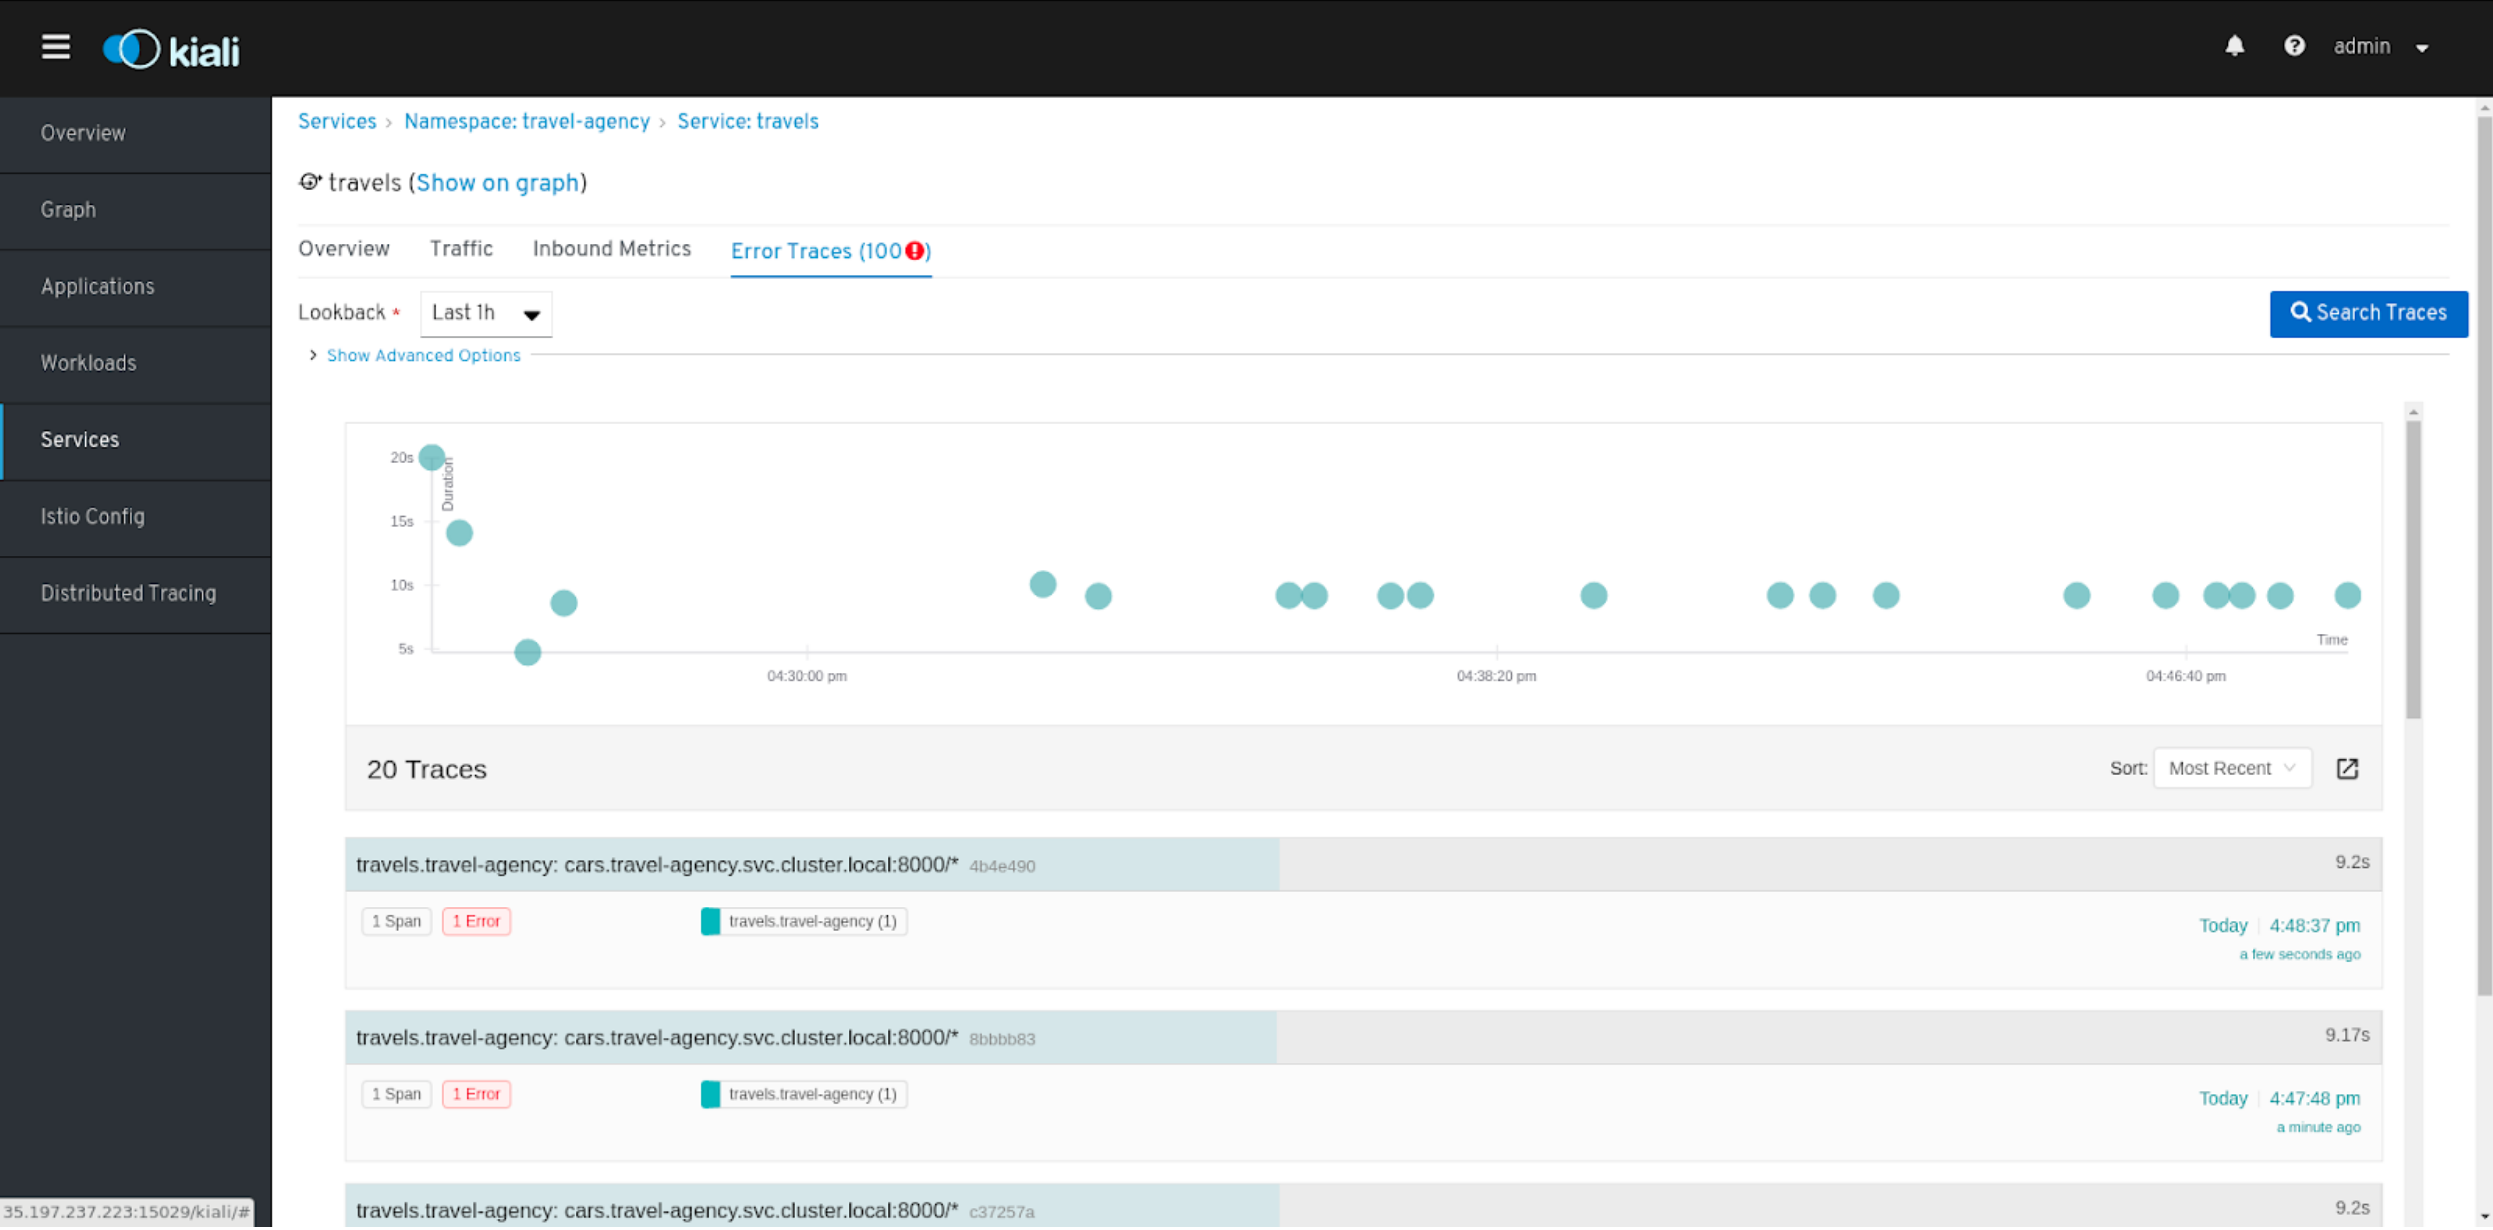 kiali
admin
Overview
Graph
Applications
Workloads
Services
Istio Config
Distributed Tracing
Services > Namespace: travel-agency > Service: travels
travels (Show on graph)
Overview Traffic Inbound Metrics Error Traces (100)
Lookback * Last 1h
Search Traces
Show Advanced Options
20s
15s
10s
5s
Duration
Time
04:30:00 pm 04:38:20 pm 04:46:40 pm
20 Traces
Sort: Most Recent
travels.travel-agency: cars.travel-agency.svc.cluster.local:8000/* 4b4e490
9.2s
1 Span 1 Error travels.travel-agency (1)
Today 4:48:37 pm
a few seconds ago
travels.travel-agency: cars.travel-agency.svc.cluster.local:8000/* 8bbbb83
9.17s
1 Span 1 Error travels.travel-agency (1)
Today 4:47:48 pm
a minute ago
travels.travel-agency: cars.travel-agency.svc.cluster.local:8000/* c37257a
9.2s
35.197.237.223:15029/kiali/#